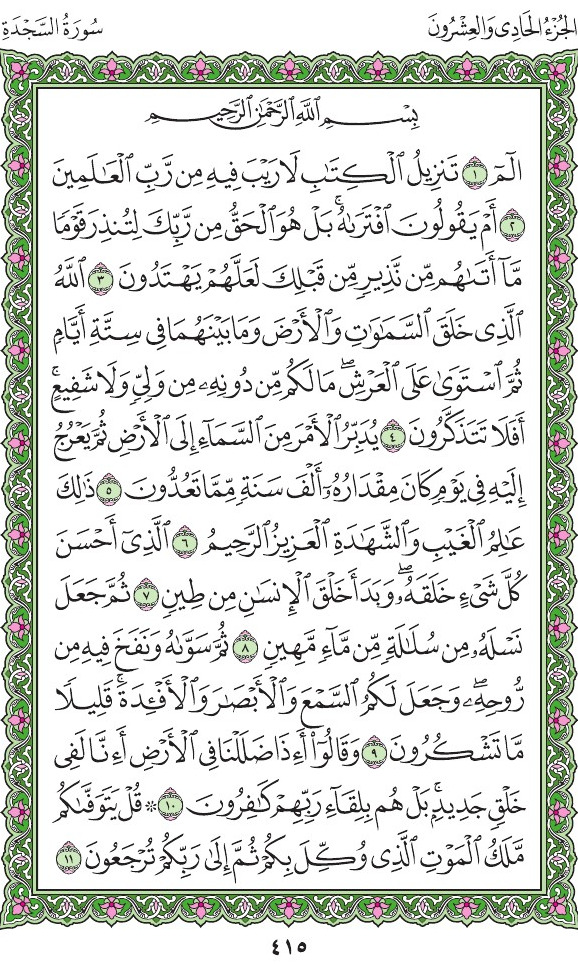 الجُزْءُ الحَادِى وَالعِشْرُونَ
سُورَةُ السَّجْدَةِ
بِسْمِ اللَّهِ الرَّحْمَٰنِ الرَّحِيمِ
الٓمٓ ١ تَنزِيلُ ٱلْكِتَٰبِ لَا رَيْبَ فِيهِ مِن رَّبِّ ٱلْعَٰلَمِينَ
٢ أَمْ يَقُولُونَ ٱفْتَرَىٰهُۚ بَلْ هُوَ ٱلْحَقُّ مِن رَّبِّكَ لِتُنذِرَ قَوْمًا
مَّآ أَتَىٰهُم مِّن نَّذِيرٍ مِّن قَبْلِكَ لَعَلَّهُمْ يَهْتَدُونَ ٣ ٱللَّهُ
ٱلَّذِى خَلَقَ ٱلسَّمَٰوَٰتِ وَٱلْأَرْضَ وَمَا بَيْنَهُمَا فِى سِتَّةِ أَيَّامٍ
ثُمَّ ٱسْتَوَىٰ عَلَى ٱلْعَرْشِۖ مَا لَكُم مِّن دُونِهِۦ مِن وَلِىٍّ وَلَا شَفِيعٍۚ
أَفَلَا تَتَذَكَّرُونَ ٤ يُدَبِّرُ ٱلْأَمْرَ مِنَ ٱلسَّمَآءِ إِلَى ٱلْأَرْضِ ثُمَّ يَعْرُجُ
إِلَيْهِ فِى يَوْمٍ كَانَ مِقْدَارُهُۥٓ أَلْفَ سَنَةٍ مِّمَّا تَعُدُّونَ ٥ ذَٰلِكَ
عَٰلِمُ ٱلْغَيْبِ وَٱلشَّهَٰدَةِ ٱلْعَزِيزُ ٱلرَّحِيمُ ٦ ٱلَّذِىٓ أَحْسَنَ
كُلَّ شَىْءٍ خَلَقَهُۥۖ وَبَدَأَ خَلْقَ ٱلْإِنسَٰنِ مِن طِينٍ ٧ ثُمَّ جَعَلَ
نَسْلَهُۥ مِن سُلَٰلَةٍ مِّن مَّآءٍ مَّهِينٍ ٨ ثُمَّ سَوَّىٰهُ وَنَفَخَ فِيهِ مِن
رُّوحِهِۦۖ وَجَعَلَ لَكُمُ ٱلسَّمْعَ وَٱلْأَبْصَٰرَ وَٱلْأَفْـِٔدَةَۚ قَلِيلًا
مَّا تَشْكُرُونَ ٩ وَقَالُوٓا۟ أَءِذَا ضَلَلْنَا فِى ٱلْأَرْضِ أَءِنَّا لَفِى
خَلْقٍ جَدِيدٍۭۚ بَلْ هُم بِلِقَآءِ رَبِّهِمْ كَٰفِرُونَ ١٠ ۞ قُلْ يَتَوَفَّىٰكُم
مَّلَكُ ٱلْمَوْتِ ٱلَّذِى وُكِّلَ بِكُمْ ثُمَّ إِلَىٰ رَبِّكُمْ تُرْجَعُونَ ١١
٤١٥